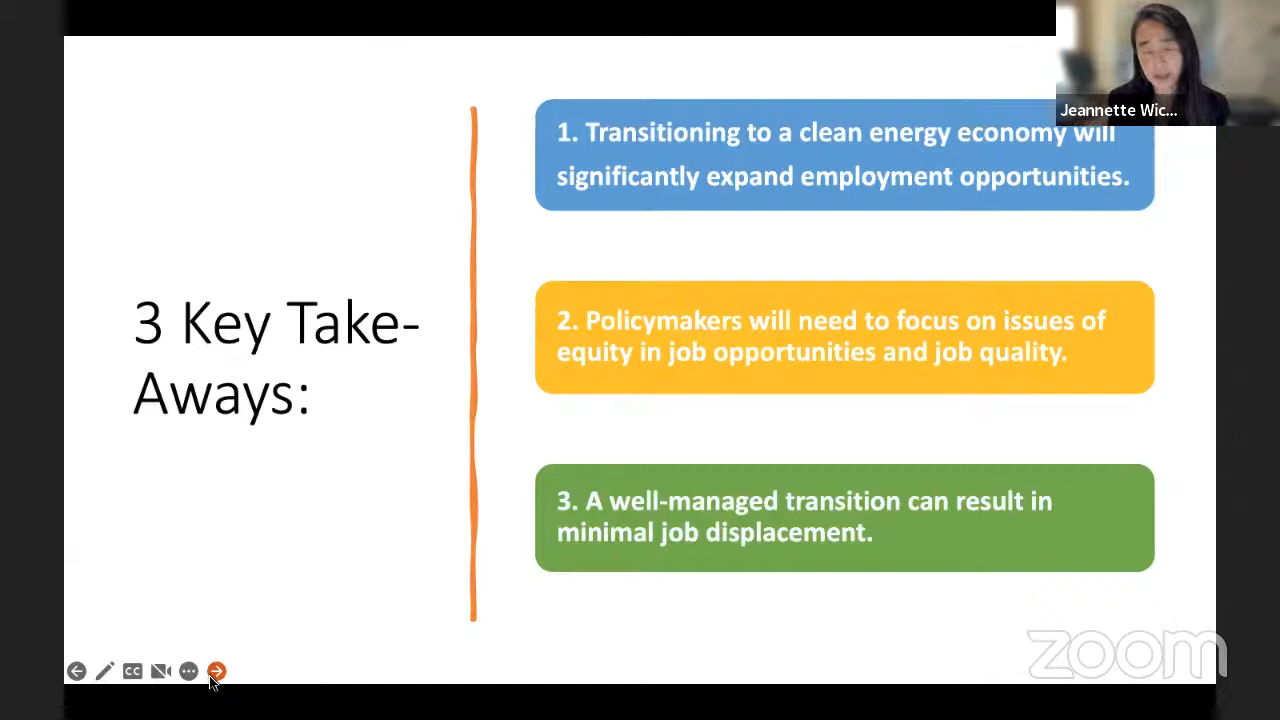 Jeannette Wic...
3 Key Take-
Aways:
1. Transitioning to a clean energy economy will
significantly expand employment opportunities.
2. Policymakers will need to focus on issues of
equity in job opportunities and job quality.
3. A well-managed transition can result in
minimal job displacement.
CC
zoom